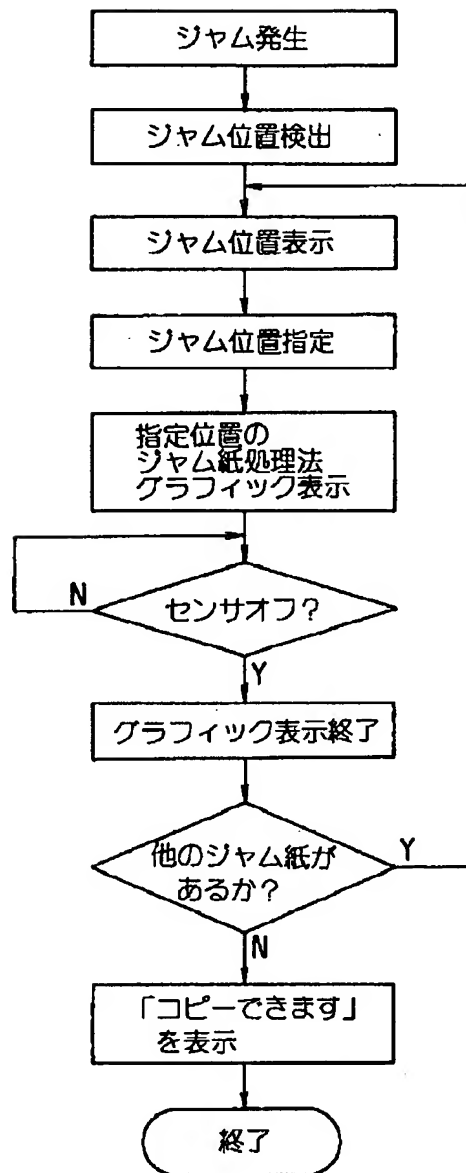 ジャム発生
ジャム位置検出
ジャム位置表示
ジャム位置指定
指定位置の
ジャム紙処理法
グラフィック表示
N
センサオフ?
Y
グラフィック表示終了
他のジャム紙が
あるか?
Y
N
「コピーできます」
を表示
終了